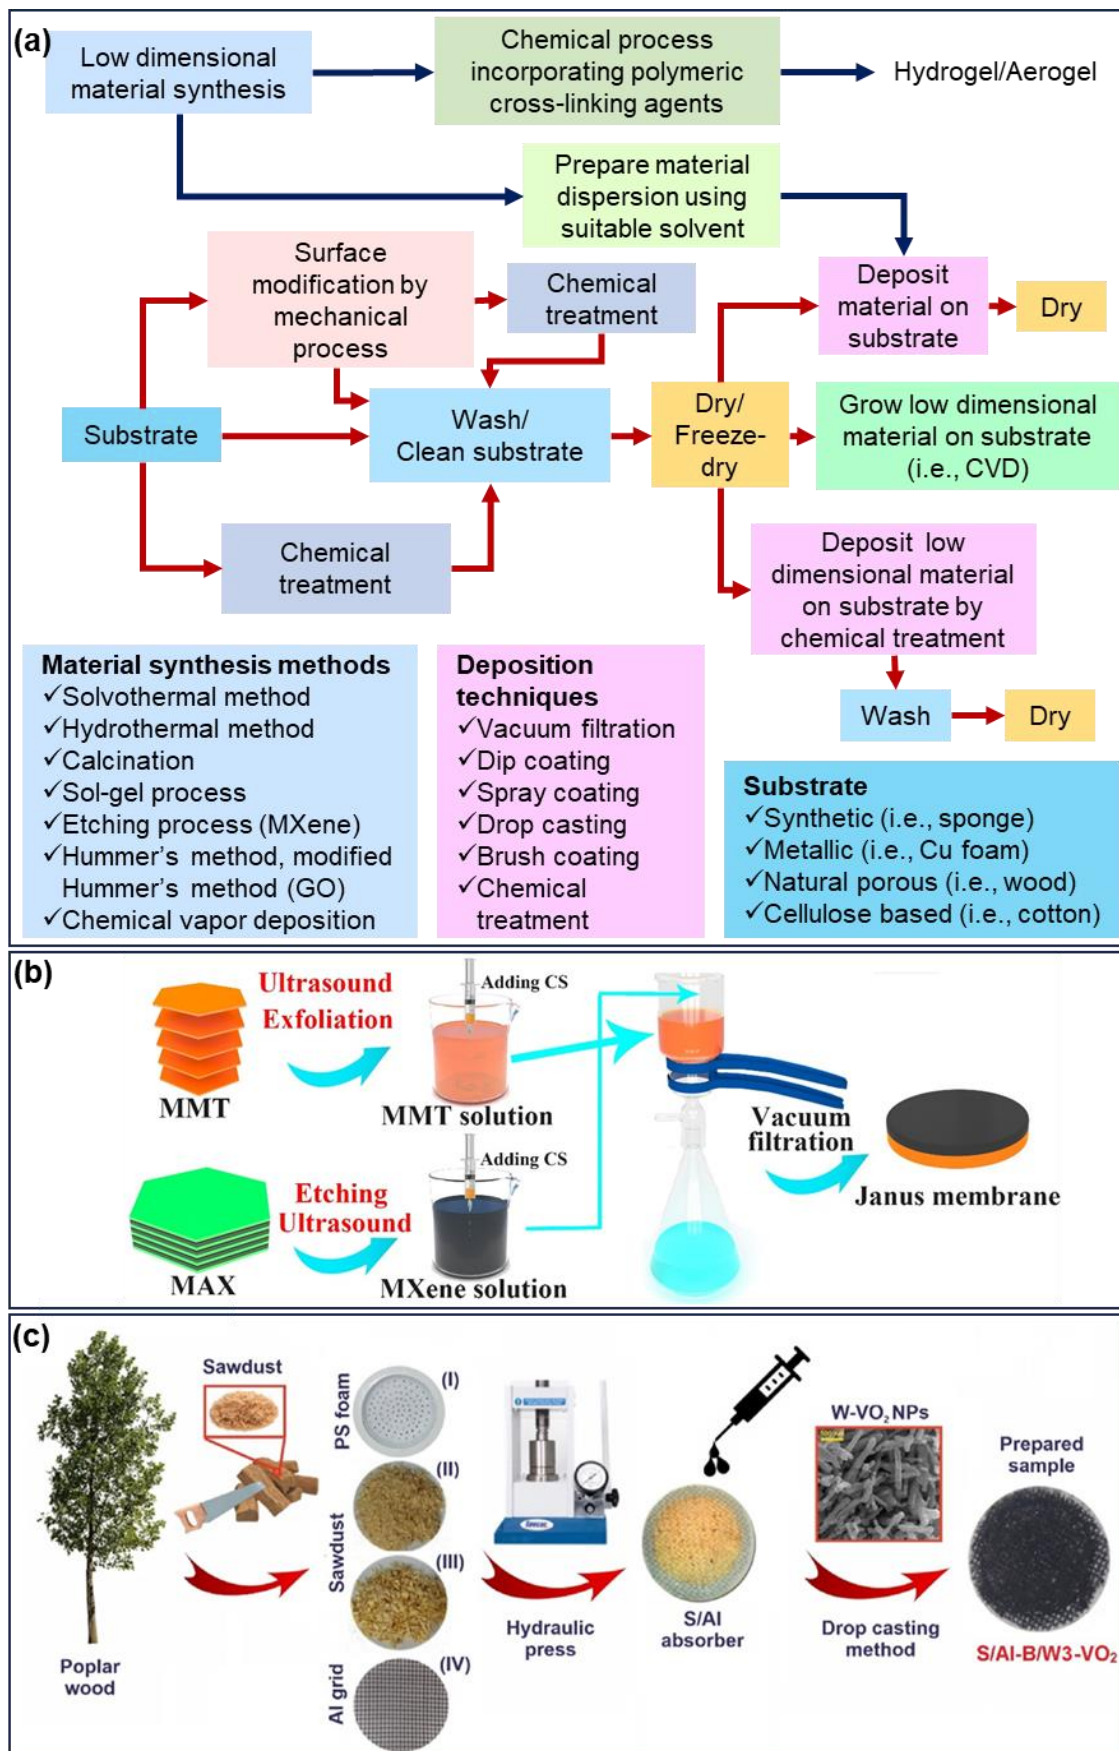 (a)
Low dimensional
material synthesis
Chemical process
incorporating polymeric
cross-linking agents
Hydrogel/Aerogel
Prepare material
dispersion using
suitable solvent
Surface
modification by
mechanical
process
Chemical
treatment
Deposit
material on
substrate
Dry
Substrate
Wash/
Clean substrate
Dry/
Freeze-
dry
Grow low dimensional
material on substrate
(i.e., CVD)
Chemical
treatment
Deposit low
dimensional material
on substrate by
chemical treatment
Wash
Dry
Material synthesis methods
✓Solvothermal method
✓Hydrothermal method
✓Calcination
✓Sol-gel process
✓Etching process (MXene)
✓Hummer’s method, modified
Hummer’s method (GO)
✓Chemical vapor deposition
Deposition
techniques
✓Vacuum filtration
✓Dip coating
✓Spray coating
✓Drop casting
✓Brush coating
✓Chemical
treatment
Substrate
✓Synthetic (i.e., sponge)
✓Metallic (i.e., Cu foam)
✓Natural porous (i.e., wood)
✓Cellulose based (i.e., cotton)
(b)
Ultrasound
Exfoliation
Adding CS
MMT
MMT solution
Adding CS
Etching
Ultrasound
MAX
MXene solution
Vacuum
filtration
Janus membrane
(c)
Sawdust
Poplar
wood
PS foam
(I)
(II)
Sawdust
(III)
Al grid
(IV)
Hydraulic
press
S/Al
absorber
W-VO₂ NPs
Drop casting
method
Prepared
sample
S/Al-B/W3-VO₂